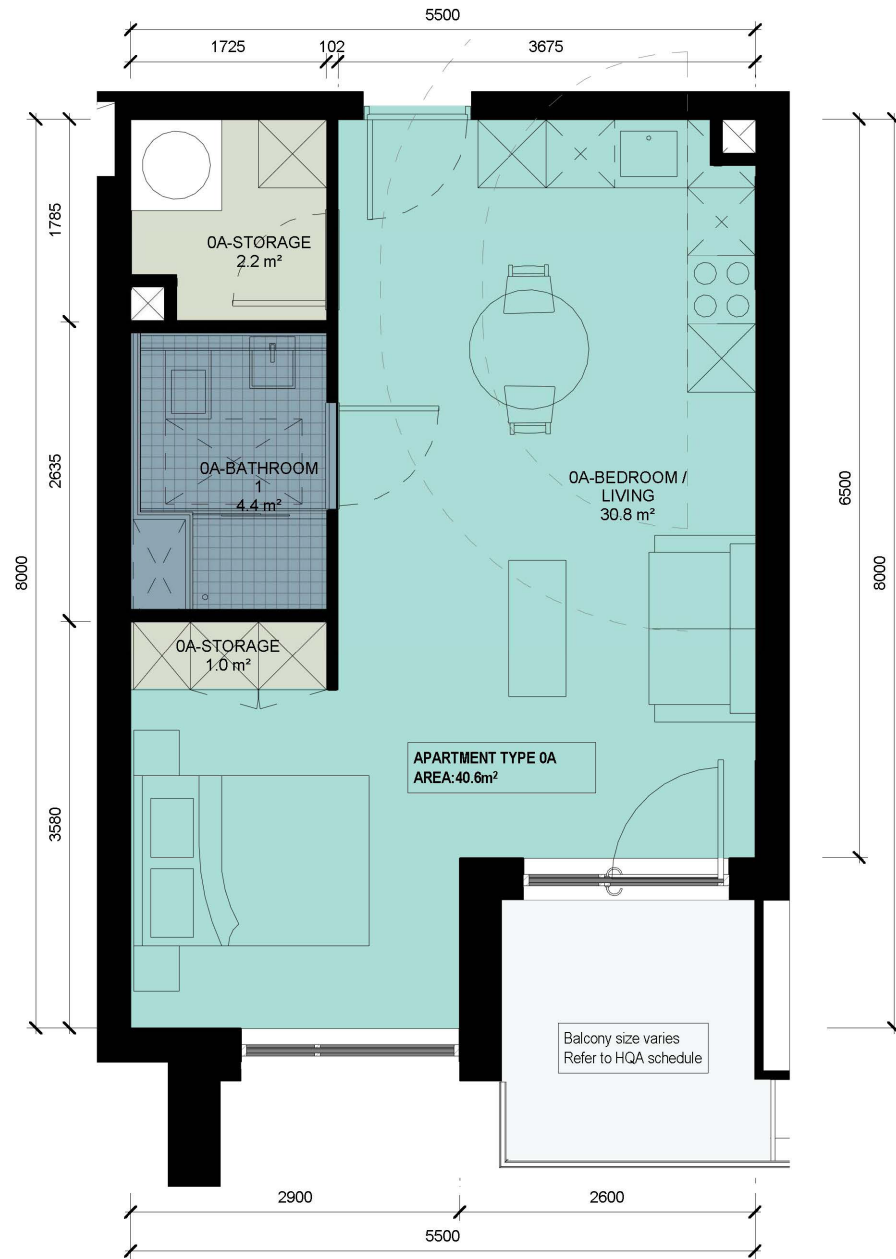 5500
1725
102
3675
1785
0A-STORAGE
2.2 m²
2635
0A-BATHROOM
1
4.4 m²
0A-BEDROOM /
LIVING
30.8 m²
6500
8000
8000
0A-STORAGE
1.0 m²
APARTMENT TYPE 0A
AREA:40.6m²
3580
Balcony size varies
Refer to HQA schedule
2900
2600
5500